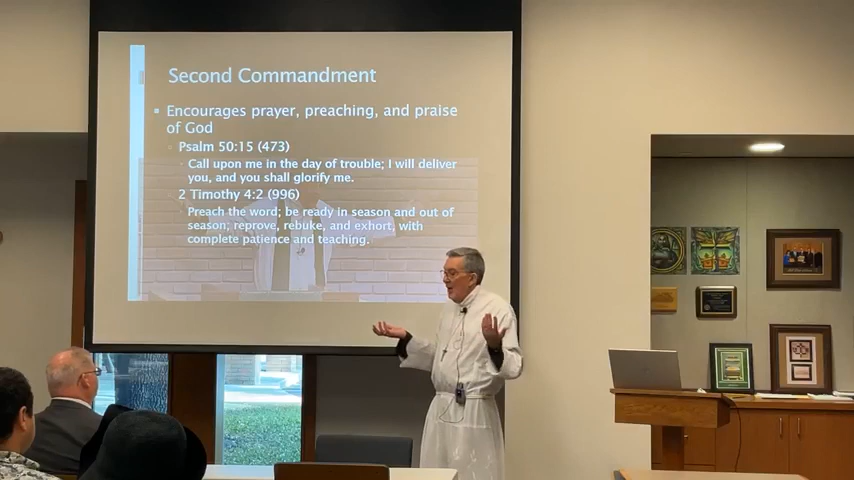 Second Commandment
Encourages prayer, preaching, and praise
of God
Psalm 50:15 (473)
Call upon me in the day of trouble; I will deliver
you, and you shall glorify me.
2 Timothy 4:2 (996)
Preach the word; be ready in season and out of
season; reprove, rebuke, and exhort, with
complete patience and teaching.